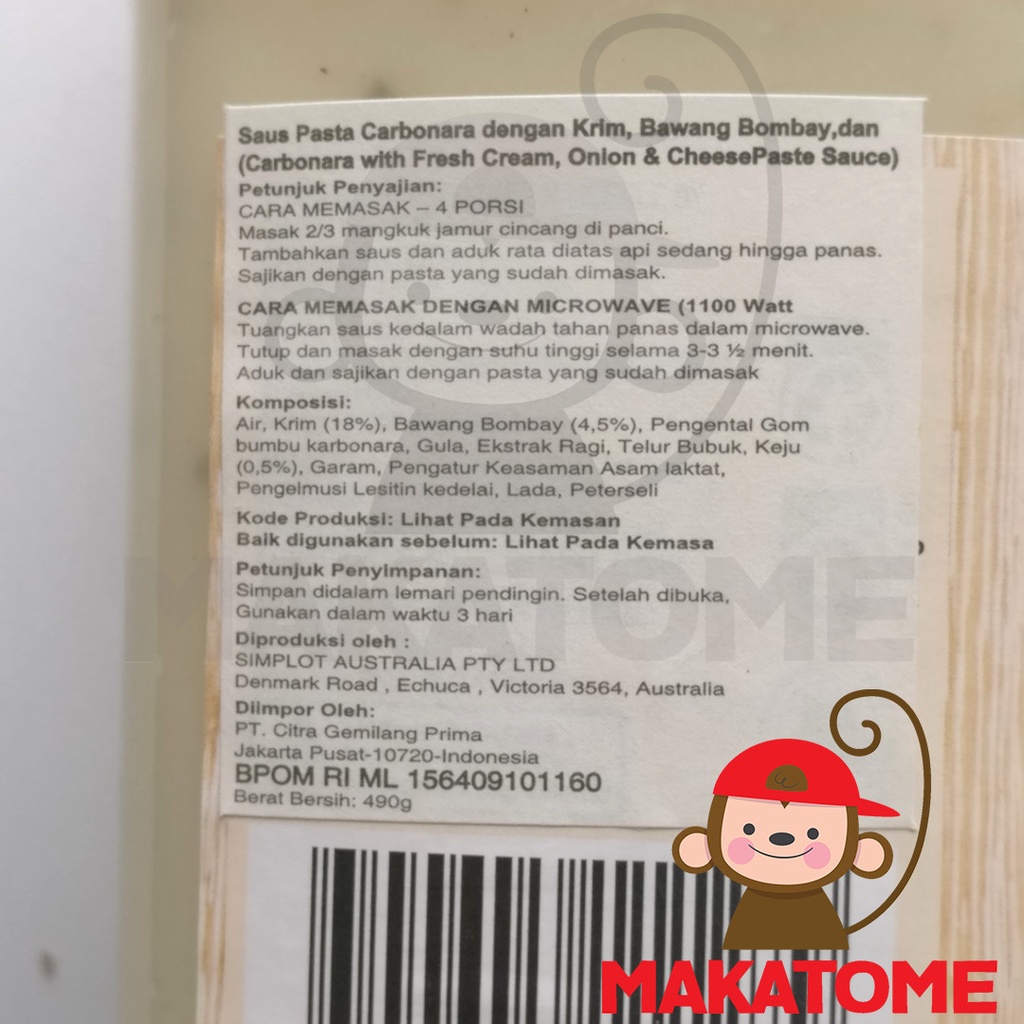 Saus Pasta Carbonara dengan Krim, Bawang Bombay,dan
(Carbonara with Fresh Cream, Onion & CheesePaste Sauce)
Petunjuk Penyajian:
CARA MEMASAK – 4 PORSI
Masak 2/3 mangkuk jamur cincang di panci.
Tambahkan saus dan aduk rata diatas api sedang hingga panas.
Sajikan dengan pasta yang sudah dimasak.
CARA MEMASAK DENGAN MICROWAVE (1100 Watt
Tuangkan saus kedalam wadah tahan panas dalam microwave.
Tutup dan masak dengan suhu tinggi selama 3-3 ½ menit.
Aduk dan sajikan dengan pasta yang sudah dimasak
Komposisi:
Air, Krim (18%), Bawang Bombay (4,5%), Pengental Gom
bumbu karbonara, Gula, Ekstrak Ragi, Telur Bubuk, Keju
(0,5%), Garam, Pengatur Keasaman Asam laktat,
Pengelmusi Lesitin kedelai, Lada, Peterseli
Kode Produksi: Lihat Pada Kemasan
Baik digunakan sebelum: Lihat Pada Kemasa
Petunjuk Penyimpanan:
Simpan didalam lemari pendingin. Setelah dibuka,
Gunakan dalam waktu 3 hari
Diproduksi oleh :
SIMPLOT AUSTRALIA PTY LTD
Denmark Road , Echuca , Victoria 3564, Australia
Diimpor Oleh:
PT. Citra Gemilang Prima
Jakarta Pusat-10720-Indonesia
BPOM RI ML 156409101160
Berat Bersih: 490g
MAKATOME
MAKATOME